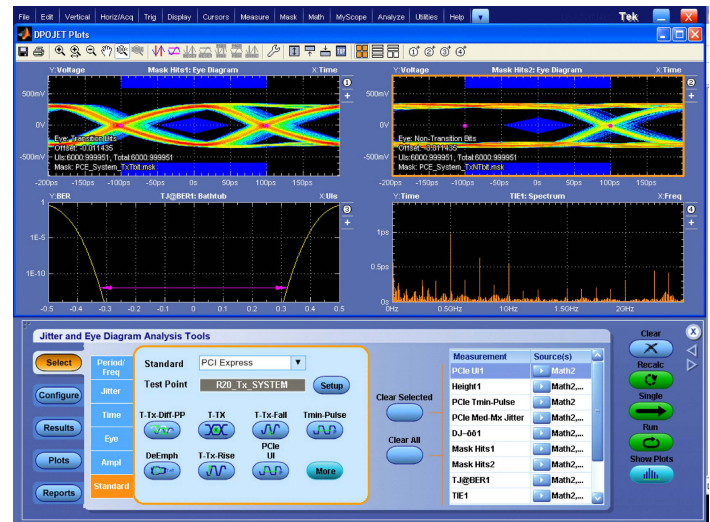 File Edit Vertical Horiz/Acq Trig Display Cursors Measure Mask Math MyScope Analyze Utilities Help Tek
DPOJET Plots
Y:Voltage Mask Hits1: Eye Diagram X:Time
500mV
0V
-500mV
Eye: Transition Bits
Offset: -0.011435
UIs:6000:999951, Total:6000:999951
Mask: PCE_System_TxTbit.msk
-200ps -150ps -100ps -50ps 0s 50ps 100ps 150ps
1
Y:Voltage Mask Hits2: Eye Diagram X:Time
500mV
0V
-500mV
Eye: Non-Transition Bits
Offset: -0.011435
UIs:6000:999951, Total:6000:999951
Mask: PCE_System_TxNTbit.msk
-200ps -150ps -100ps -50ps 0s 50ps 100ps 150ps
2
Y:BER TJ@BER1: Bathtub X:UIs
1
1E-5
1E-10
-0.5 -0.4 -0.3 -0.2 -0.1 0 0.1 0.2 0.3 0.4 0.5
3
Y:Time TIE1: Spectrum X:Freq
1ps
0.5ps
0s
0Hz 0.5GHz 10GHz 1.5GHz 20Hz
4
Jitter and Eye Diagram Analysis Tools
Select
Configure
Results
Plots
Reports
Period/
Freq
Jitter
Time
Eye
Ampl
Standard
Standard PCI Express
Test Point R20_Tx_SYSTEM Setup
T-Tx-Diff-PP T-TX T-Tx-Fall Tmin-Pulse
DeEmph T-Tx-Rise PCIe
UI
More
Clear Selected
Clear All
Measurement Source(s)
PCIe UI1 Math2
Height1 Math2,...
PCIe Tmin-Pulse Math2
PCIe Med-Mx Jitter Math2,...
DJ–δδ1 Math2,...
Mask Hits1 Math2,...
Mask Hits2 Math2,...
TJ@BER1 Math2,...
TIE1 Math2,...
Clear
Recalc
Single
Run
Show Plots